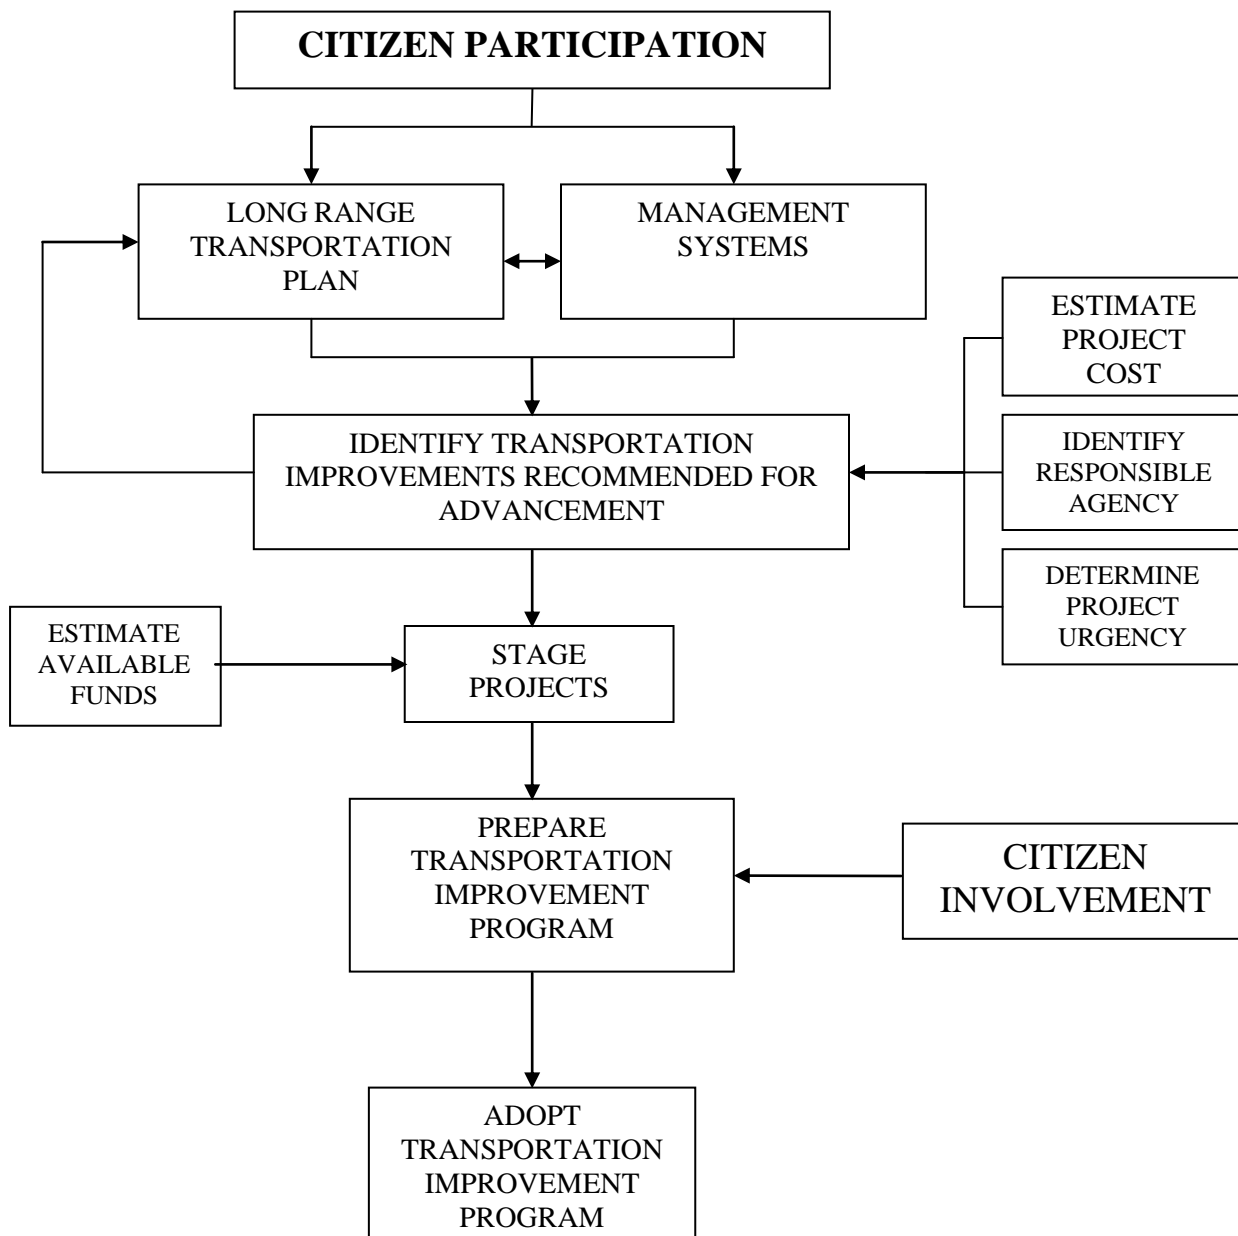 CITIZEN PARTICIPATION
LONG RANGE
TRANSPORTATION
PLAN
MANAGEMENT
SYSTEMS
ESTIMATE
PROJECT
COST
IDENTIFY TRANSPORTATION
IMPROVEMENTS RECOMMENDED FOR
ADVANCEMENT
IDENTIFY
RESPONSIBLE
AGENCY
DETERMINE
PROJECT
URGENCY
ESTIMATE
AVAILABLE
FUNDS
STAGE
PROJECTS
PREPARE
TRANSPORTATION
IMPROVEMENT
PROGRAM
CITIZEN
INVOLVEMENT
ADOPT
TRANSPORTATION
IMPROVEMENT
PROGRAM